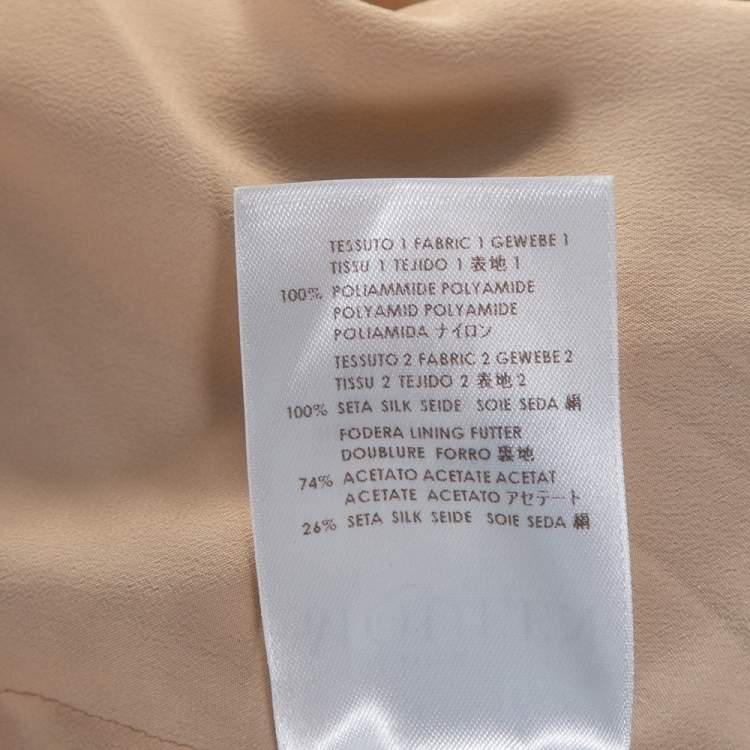 TESSUTO 1 FABRIC 1 GEWEBE 1
TISSU 1 TEJIDO 1 表地 1
100% POLIAMMIDE POLYAMIDE
POLYAMID POLYAMIDE
POLIAMIDA ナイロン
TESSUTO 2 FABRIC 2 GEWEBE 2
TISSU 2 TEJIDO 2 表地 2
100% SETA SILK SEIDE SOIE SEDA 絹
FODERA LINING FUTTER
DOUBLURE FORRO 裏地
74% ACETATO ACETATE ACETAT
ACETATE ACETATO アセテート
26% SETA SILK SEIDE SOIE SEDA 絹